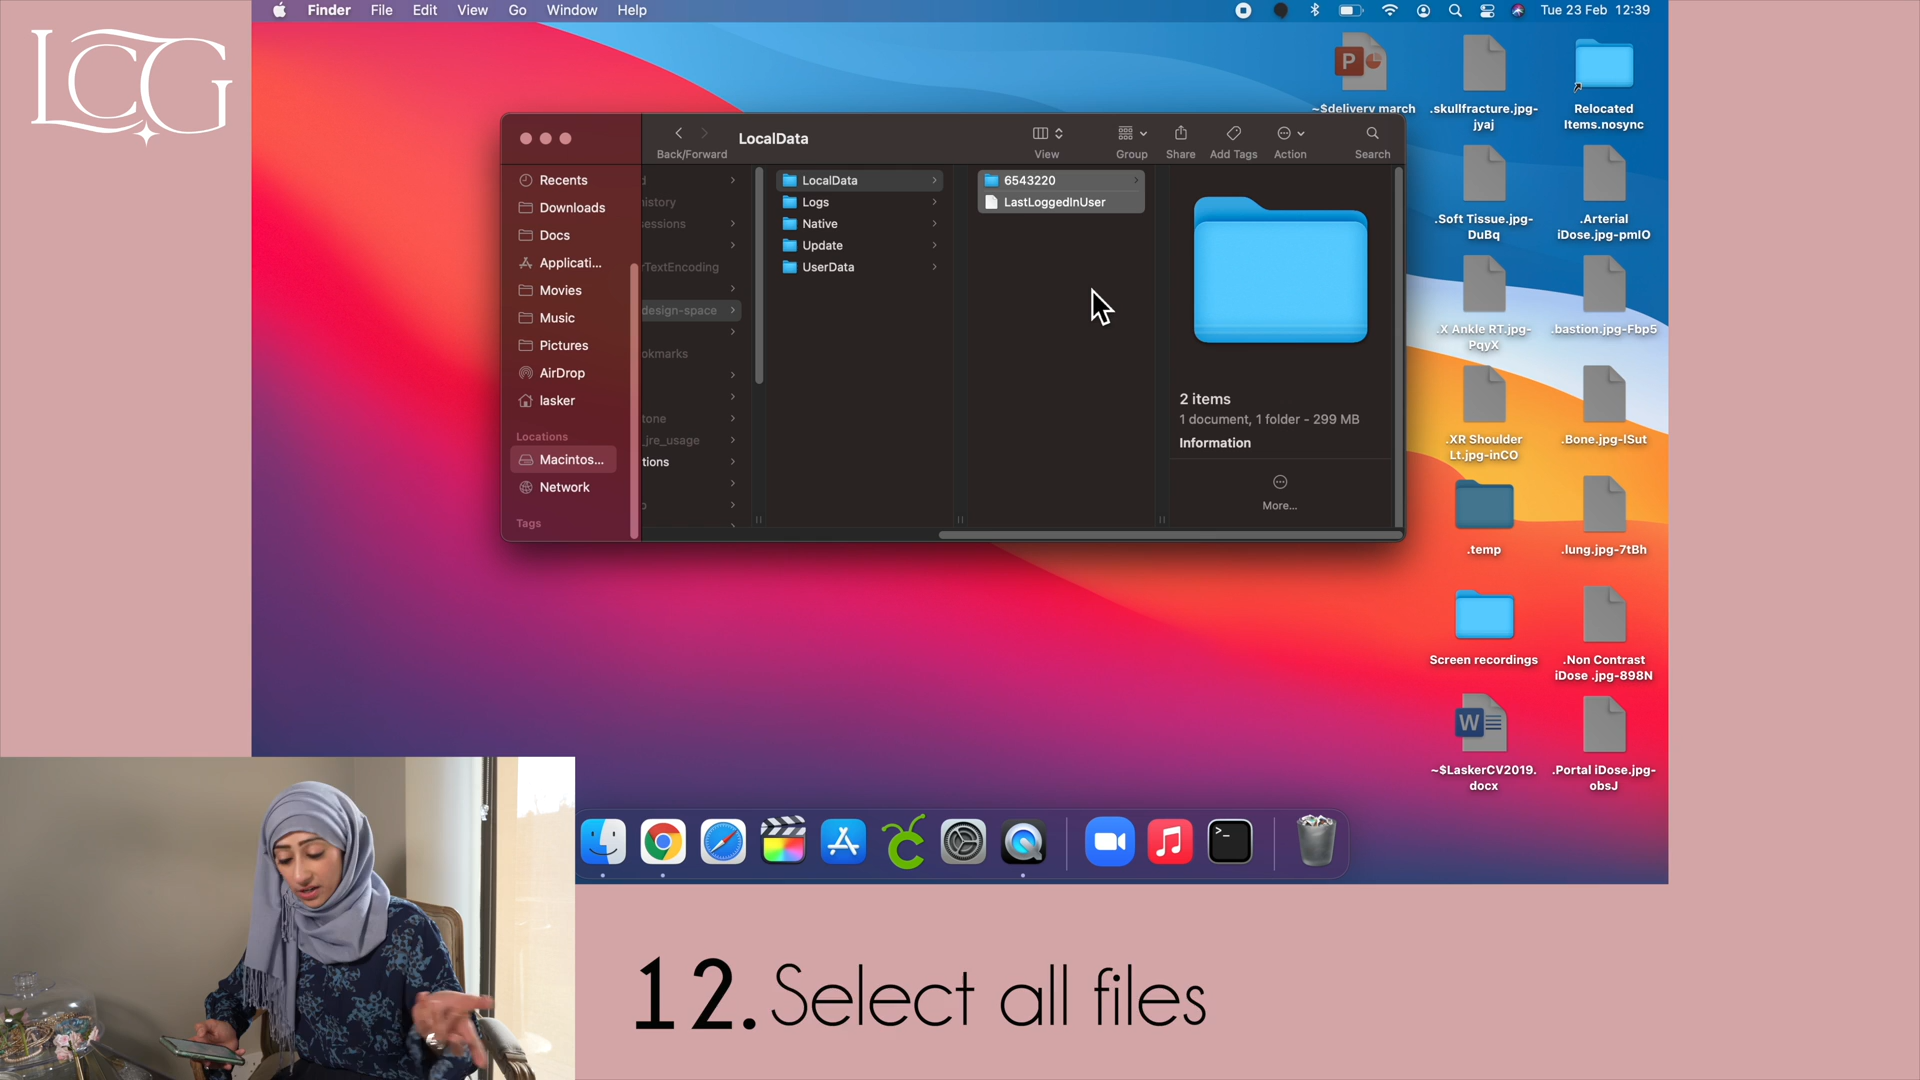 LCG
Finder File Edit View Go Window Help
Tue 23 Feb 12:39
LocalData
Back/Forward View Group Share Add Tags Action Search
Recents
Downloads
Docs
Applicati...
Movies
Music
Pictures
AirDrop
lasker
Locations
Macintos...
Network
Tags
istory
essions
rTextEncoding
design-space
okmarks
tone
_jre_usage
tions
LocalData
Logs
Native
Update
UserData
6543220
LastLoggedInUser
2 items
1 document, 1 folder - 299 MB
Information
More...
~$delivery march
.skullfracture.jpg-
jyaj
Relocated
Items.nosync
.Soft Tissue.jpg-
DuBq
.Arterial
iDose.jpg-pmIO
.X Ankle RT.jpg-
PqyX
.bastion.jpg-Fbp5
.XR Shoulder
Lt.jpg-inCO
.Bone.jpg-ISut
.temp
.lung.jpg-7tBh
Screen recordings
.Non Contrast
iDose .jpg-898N
~$LaskerCV2019.
docx
.Portal iDose.jpg-
obsJ
12. Select all files